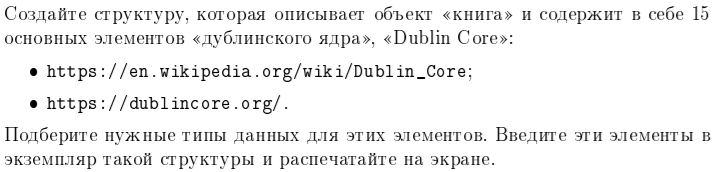 Создайте структуру, которая описывает объект «книга» и содержит в себе 15
основных элементов «дублинского ядра», «Dublin Core»:
• https://en.wikipedia.org/wiki/Dublin_Core;
• https://dublincore.org/.
Подберите нужные типы данных для этих элементов. Введите эти элементы в
экземпляр такой структуры и распечатайте на экране.